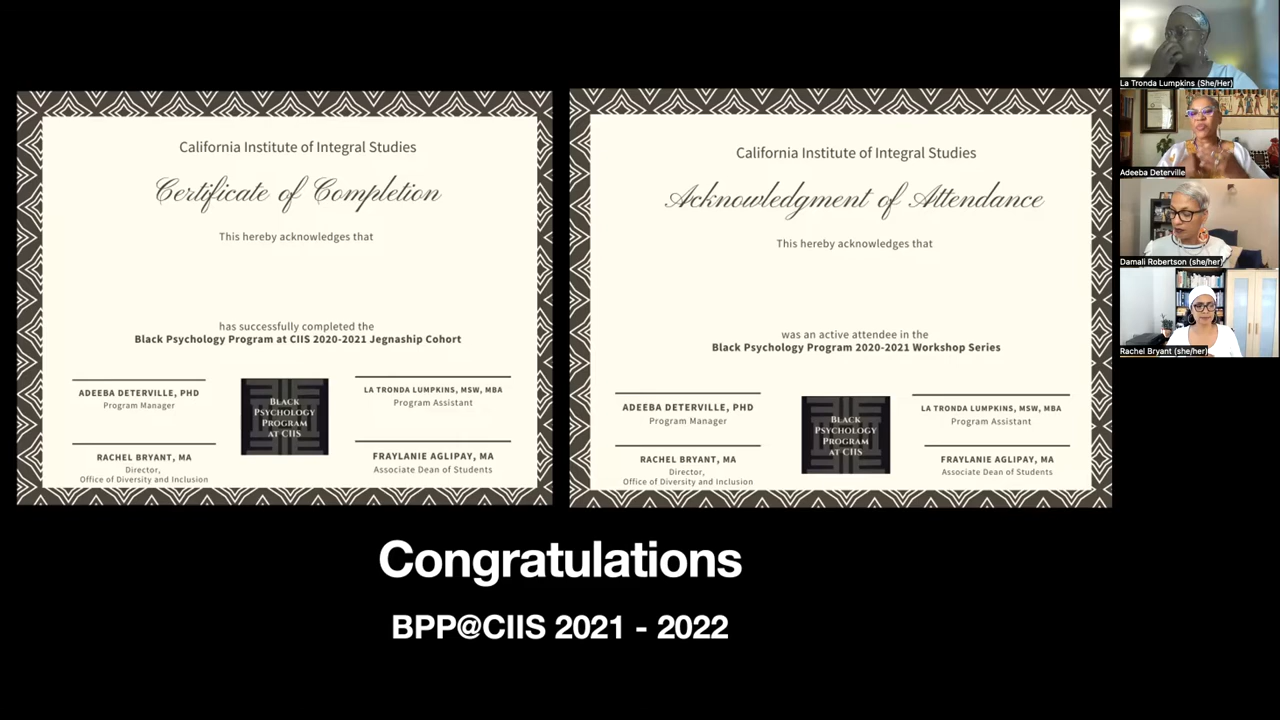 California Institute of Integral Studies
Certificate of Completion
This hereby acknowledges that
has successfully completed the
Black Psychology Program at CIIS 2020-2021 Jegnaship Cohort
ADEEBA DETERVILLE, PHD
Program Manager
LA TRONDA LUMPKINS, MSW, MBA
Program Assistant
BLACK
PSYCHOLOGY
PROGRAM
AT CIIS
RACHEL BRYANT, MA
Director,
Office of Diversity and Inclusion
FRAYLANIE AGLIPAY, MA
Associate Dean of Students
California Institute of Integral Studies
Acknowledgment of Attendance
This hereby acknowledges that
was an active attendee in the
Black Psychology Program 2020-2021 Workshop Series
ADEEBA DETERVILLE, PHD
Program Manager
LA TRONDA LUMPKINS, MSW, MBA
Program Assistant
BLACK
PSYCHOLOGY
PROGRAM
AT CIIS
RACHEL BRYANT, MA
Director,
Office of Diversity and Inclusion
FRAYLANIE AGLIPAY, MA
Associate Dean of Students
Congratulations
BPP@CIIS 2021 - 2022
La Tronda Lumpkins (She/Her)
Adeeba Deterville
Damali Robertson (she/her)
Rachel Bryant (she/her)